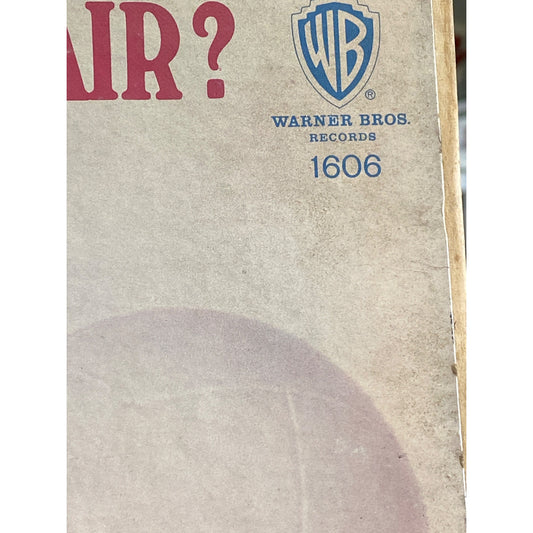 AIR?
WB
®
WARNER BROS.
RECORDS
1606